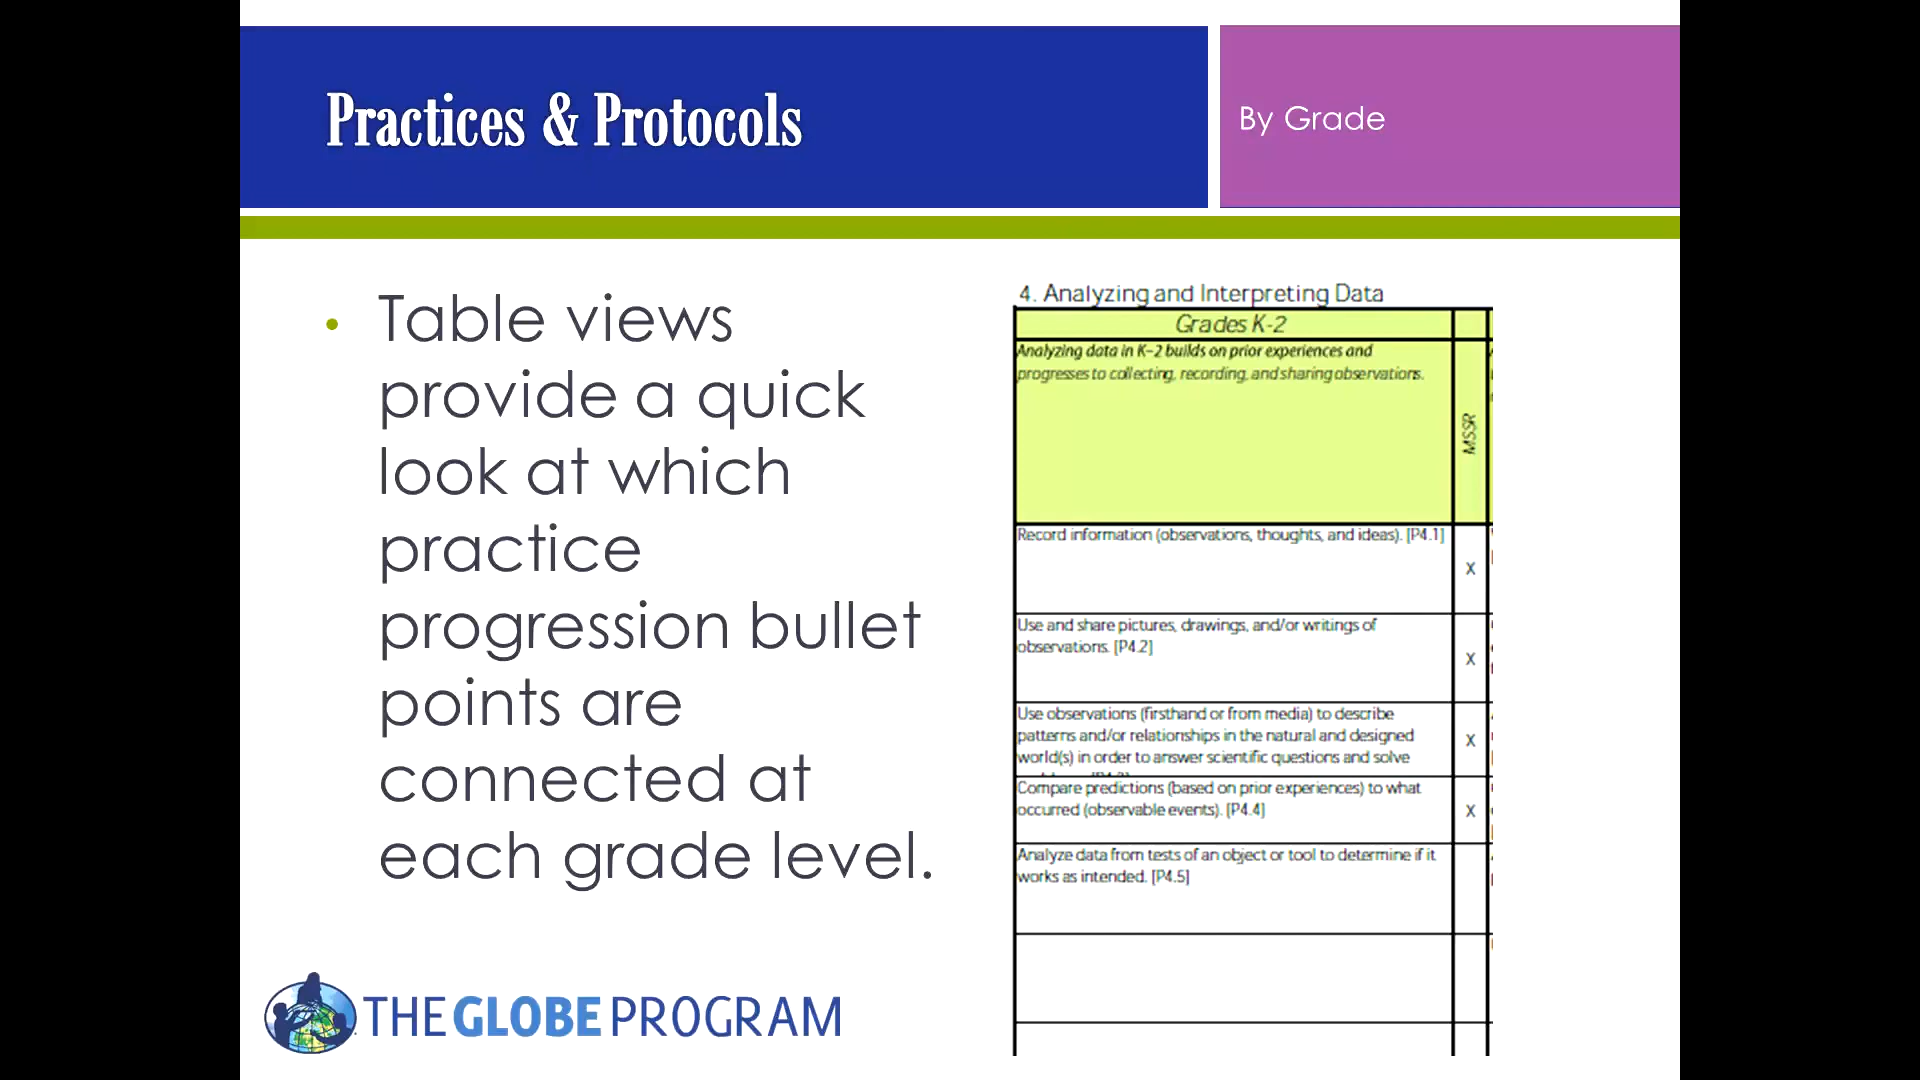 Practices & Protocols
By Grade
• Table views
provide a quick
look at which
practice
progression bullet
points are
connected at
each grade level.
4. Analyzing and Interpreting Data
Grades K-2
Analyzing data in K–2 builds on prior experiences and
progresses to collecting, recording, and sharing observations.
MSSR
Record information (observations, thoughts, and ideas). [P4.1]
X
Use and share pictures, drawings, and/or writings of
observations. [P4.2]
X
Use observations (firsthand or from media) to describe
patterns and/or relationships in the natural and designed
world(s) in order to answer scientific questions and solve
X
Compare predictions (based on prior experiences) to what
occurred (observable events). [P4.4]
X
Analyze data from tests of an object or tool to determine if it
works as intended. [P4.5]
THE GLOBE PROGRAM